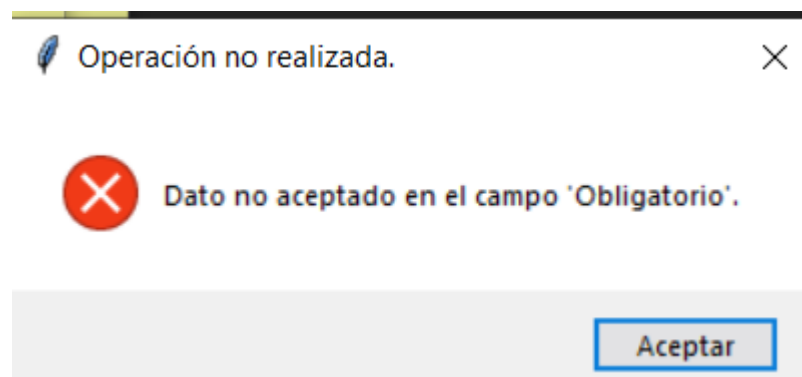 Operación no realizada.
Dato no aceptado en el campo 'Obligatorio'.
Aceptar